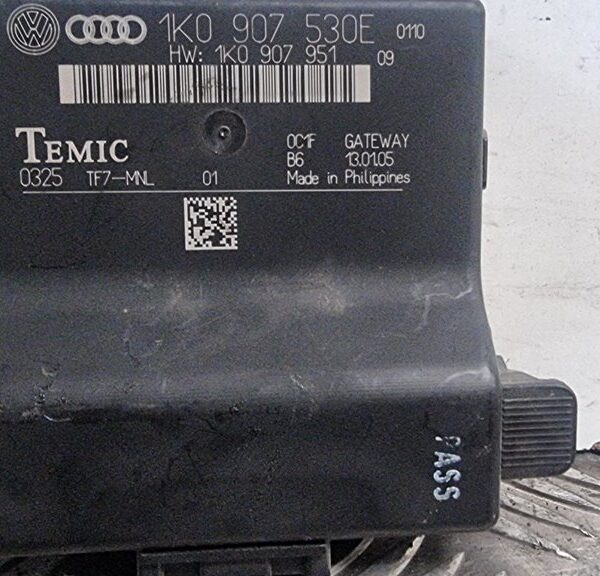 1K0 907 530E 0110
HW: 1K0 907 951 09
TEMIC 0C1F GATEWAY
B6 13.01.05
0325 TF7-MNL 01 Made in Philippines
PASS